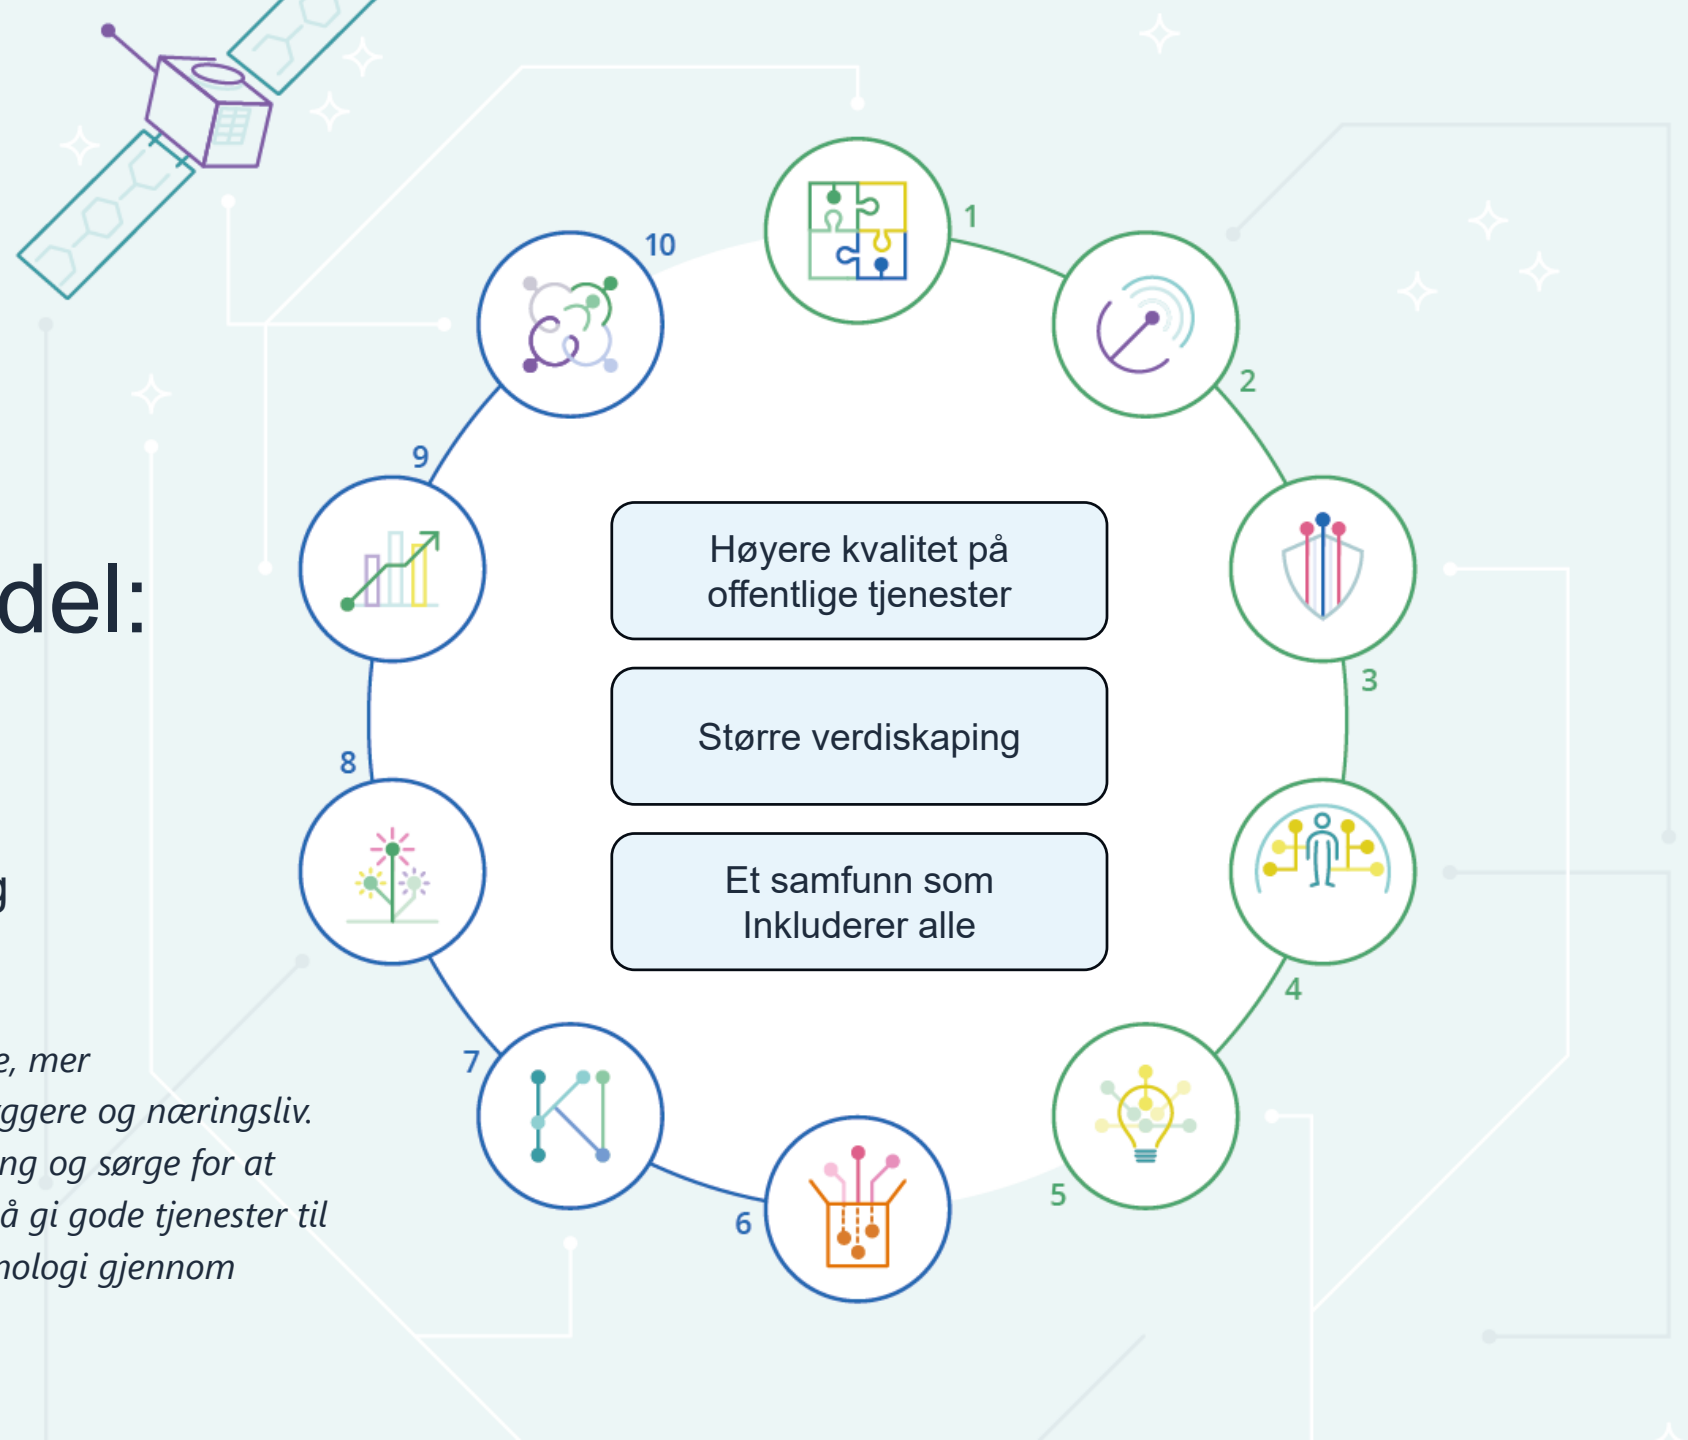 1
10
2
9
Høyere kvalitet på
offentlige tjenester
del:
3
Større verdiskaping
8
Et samfunn som
Inkluderer alle
g
4
e, mer
7
ggere og næringsliv.
ng og sørge for at
5
å gi gode tjenester til
6
nologi gjennom